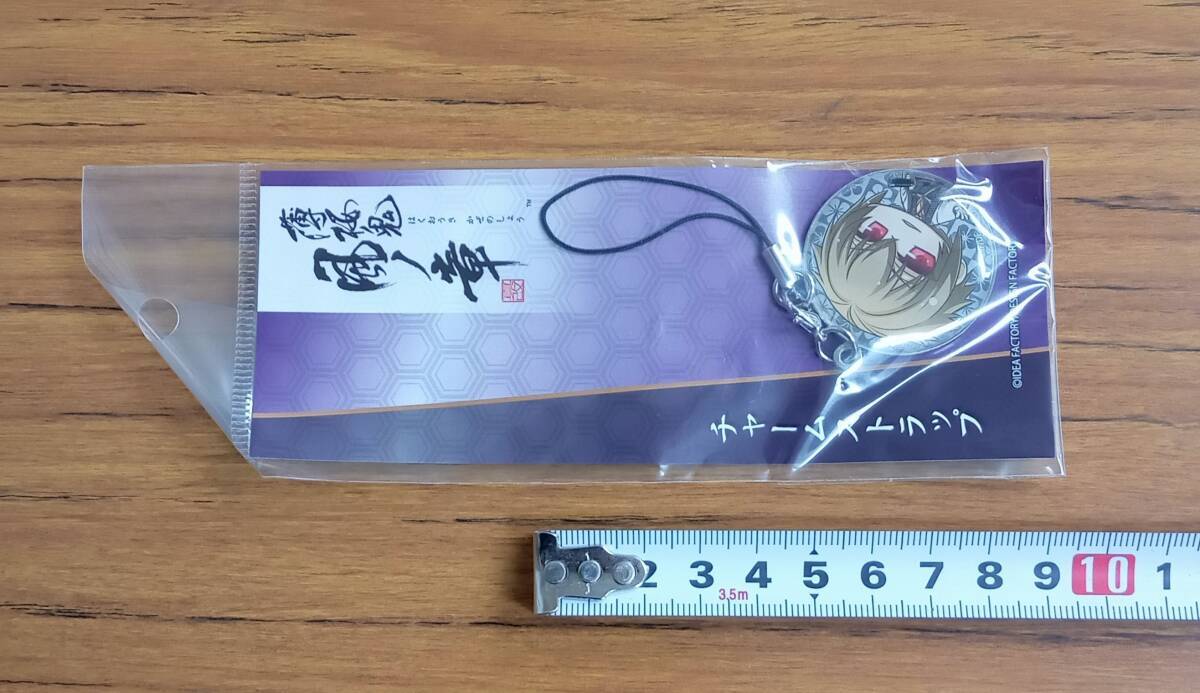 薄桜鬼
はくおうき かぜのしょう
™
風ノ章
チャームストラップ
©IDEA FACTORY/DESIGN FACTORY
2 3 4 5 6 7 8 9 10 1
3,5m